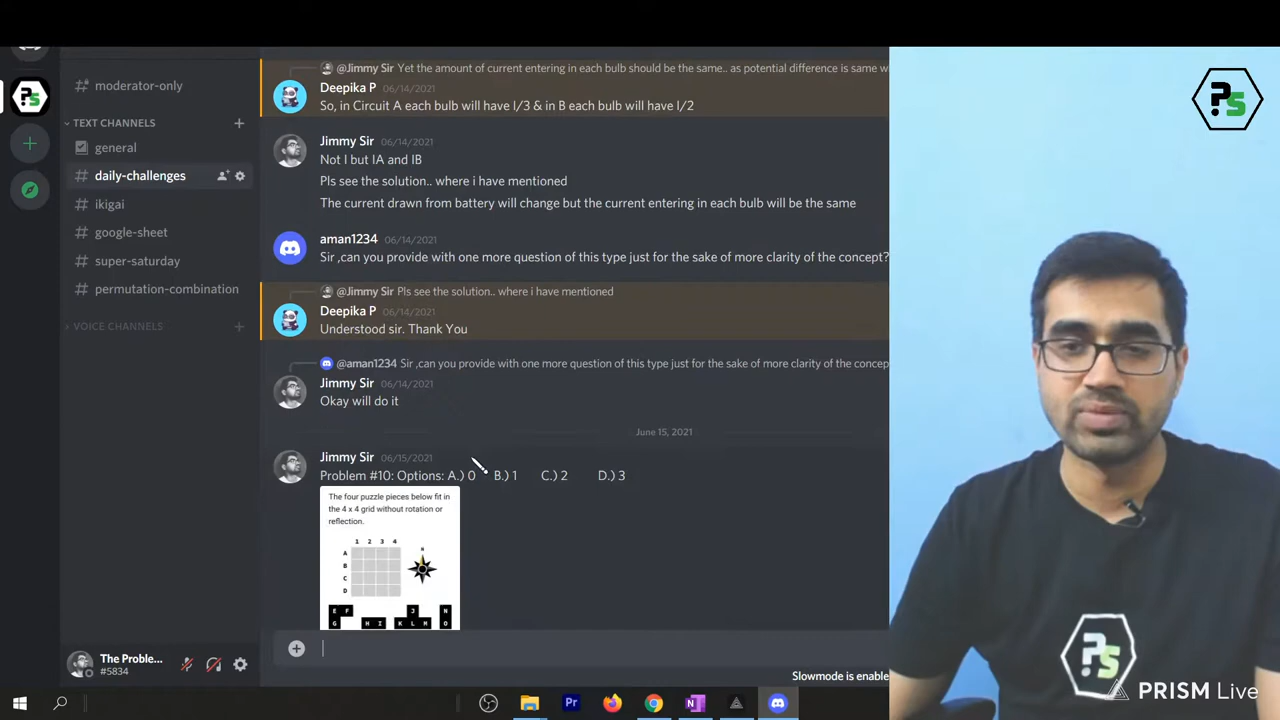 moderator-only
TEXT CHANNELS
general
daily-challenges
ikigai
google-sheet
super-saturday
permutation-combination
VOICE CHANNELS
The Proble...
#5834
@Jimmy Sir Yet the amount of current entering in each bulb should be the same.. as potential difference is same w
Deepika P 06/14/2021
So, in Circuit A each bulb will have I/3 & in B each bulb will have I/2
Jimmy Sir 06/14/2021
Not I but IA and IB
Pls see the solution.. where i have mentioned
The current drawn from battery will change but the current entering in each bulb will be the same
aman1234 06/14/2021
Sir ,can you provide with one more question of this type just for the sake of more clarity of the concept?
@Jimmy Sir Pls see the solution.. where i have mentioned
Deepika P 06/14/2021
Understood sir. Thank You
@aman1234 Sir ,can you provide with one more question of this type just for the sake of more clarity of the concep
Jimmy Sir 06/14/2021
Okay will do it
June 15, 2021
Jimmy Sir 06/15/2021
Problem #10: Options: A.) 0 B.) 1 C.) 2 D.) 3
The four puzzle pieces below fit in
the 4 x 4 grid without rotation or
reflection.
1 2 3 4
N
A
B
C
D
E F J N
G H I K L M O
Slowmode is enable
?S
?S
?S
PRISM Live